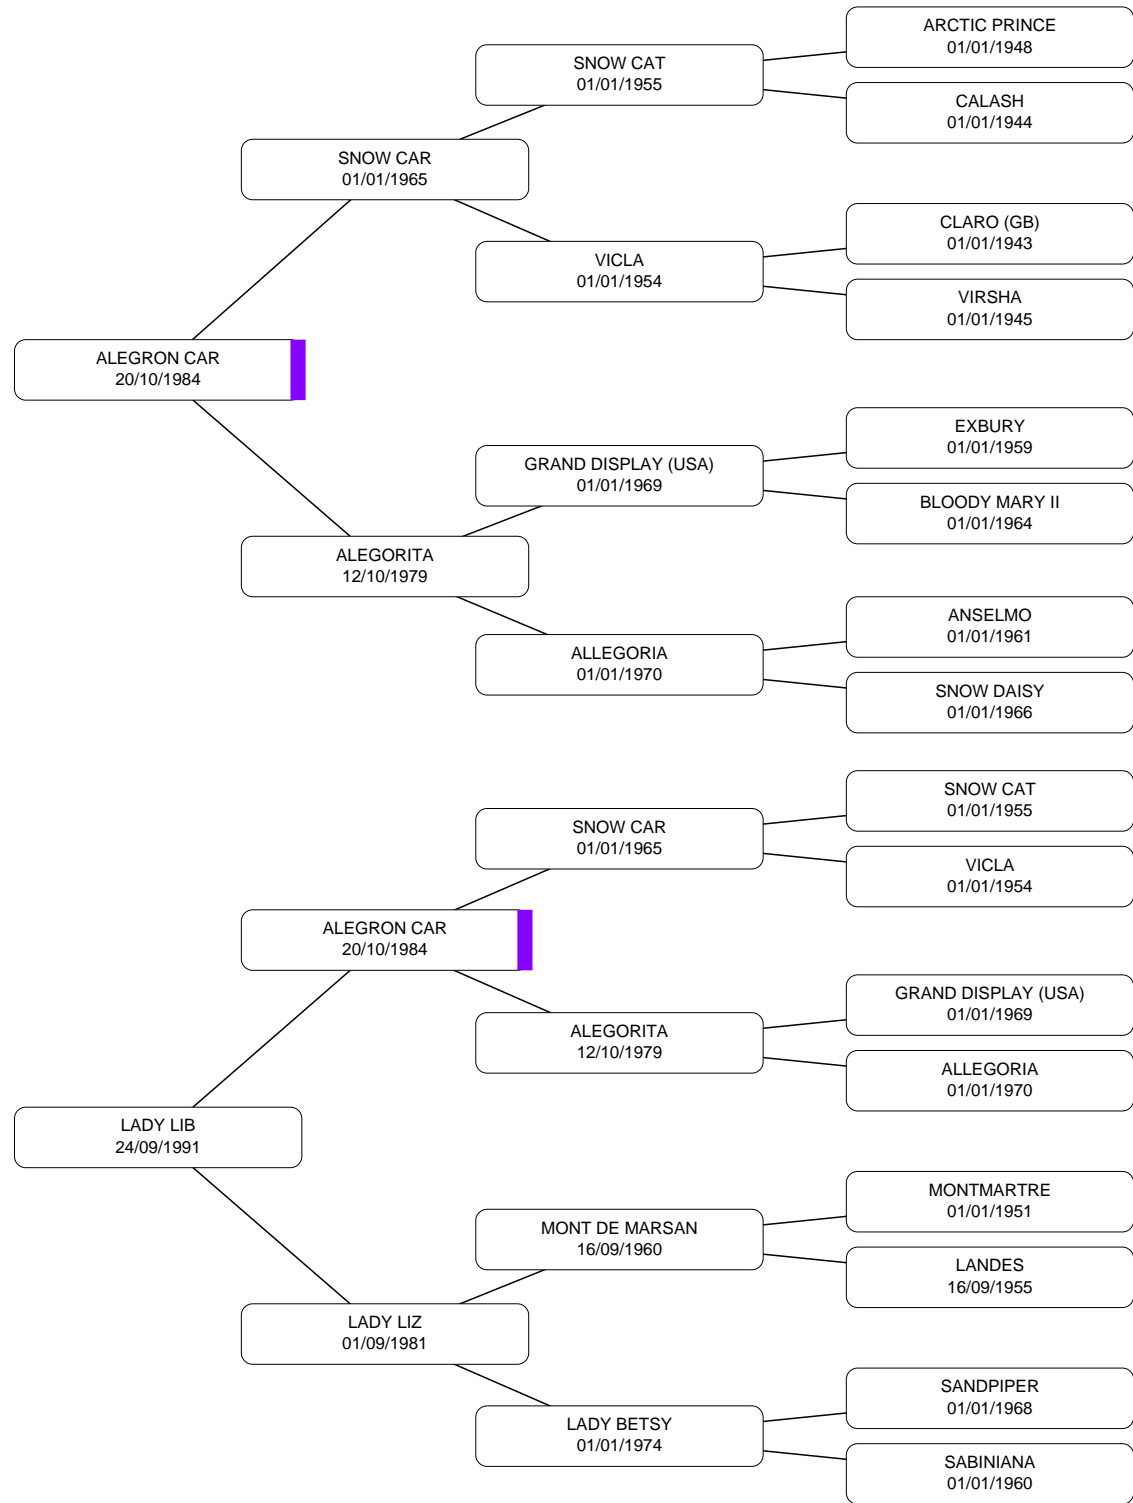 ARCTIC PRINCE
01/01/1948
SNOW CAT
01/01/1955
CALASH
01/01/1944
SNOW CAR
01/01/1965
CLARO (GB)
01/01/1943
VICLA
01/01/1954
VIRSHA
01/01/1945
ALEGRON CAR
20/10/1984
EXBURY
01/01/1959
GRAND DISPLAY (USA)
01/01/1969
BLOODY MARY II
01/01/1964
ALEGORITA
12/10/1979
ANSELMO
01/01/1961
ALLEGORIA
01/01/1970
SNOW DAISY
01/01/1966
SNOW CAT
01/01/1955
SNOW CAR
01/01/1965
VICLA
01/01/1954
ALEGRON CAR
20/10/1984
GRAND DISPLAY (USA)
01/01/1969
ALEGORITA
12/10/1979
ALLEGORIA
01/01/1970
LADY LIB
24/09/1991
MONTMARTRE
01/01/1951
MONT DE MARSAN
16/09/1960
LANDES
16/09/1955
LADY LIZ
01/09/1981
SANDPIPER
01/01/1968
LADY BETSY
01/01/1974
SABINIANA
01/01/1960